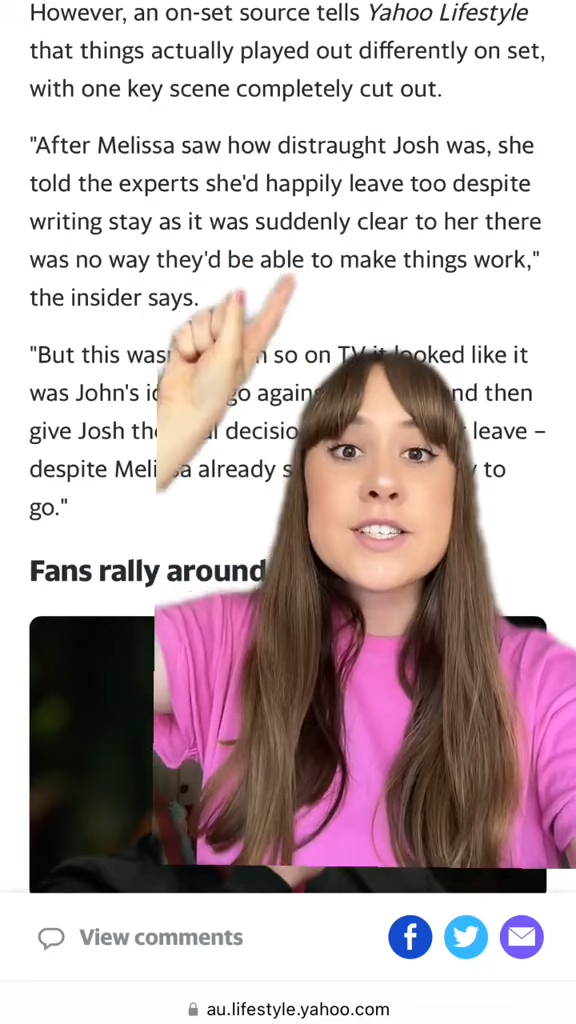 However, an on-set source tells Yahoo Lifestyle
that things actually played out differently on set,
with one key scene completely cut out.
"After Melissa saw how distraught Josh was, she
told the experts she'd happily leave too despite
writing stay as it was suddenly clear to her there
was no way they'd be able to make things work,"
the insider says.
"But this was so on TV it looked like it
was John's go again nd then
give Josh decisio leave –
despite Melissa already to
go."
Fans rally around
View comments
au.lifestyle.yahoo.com